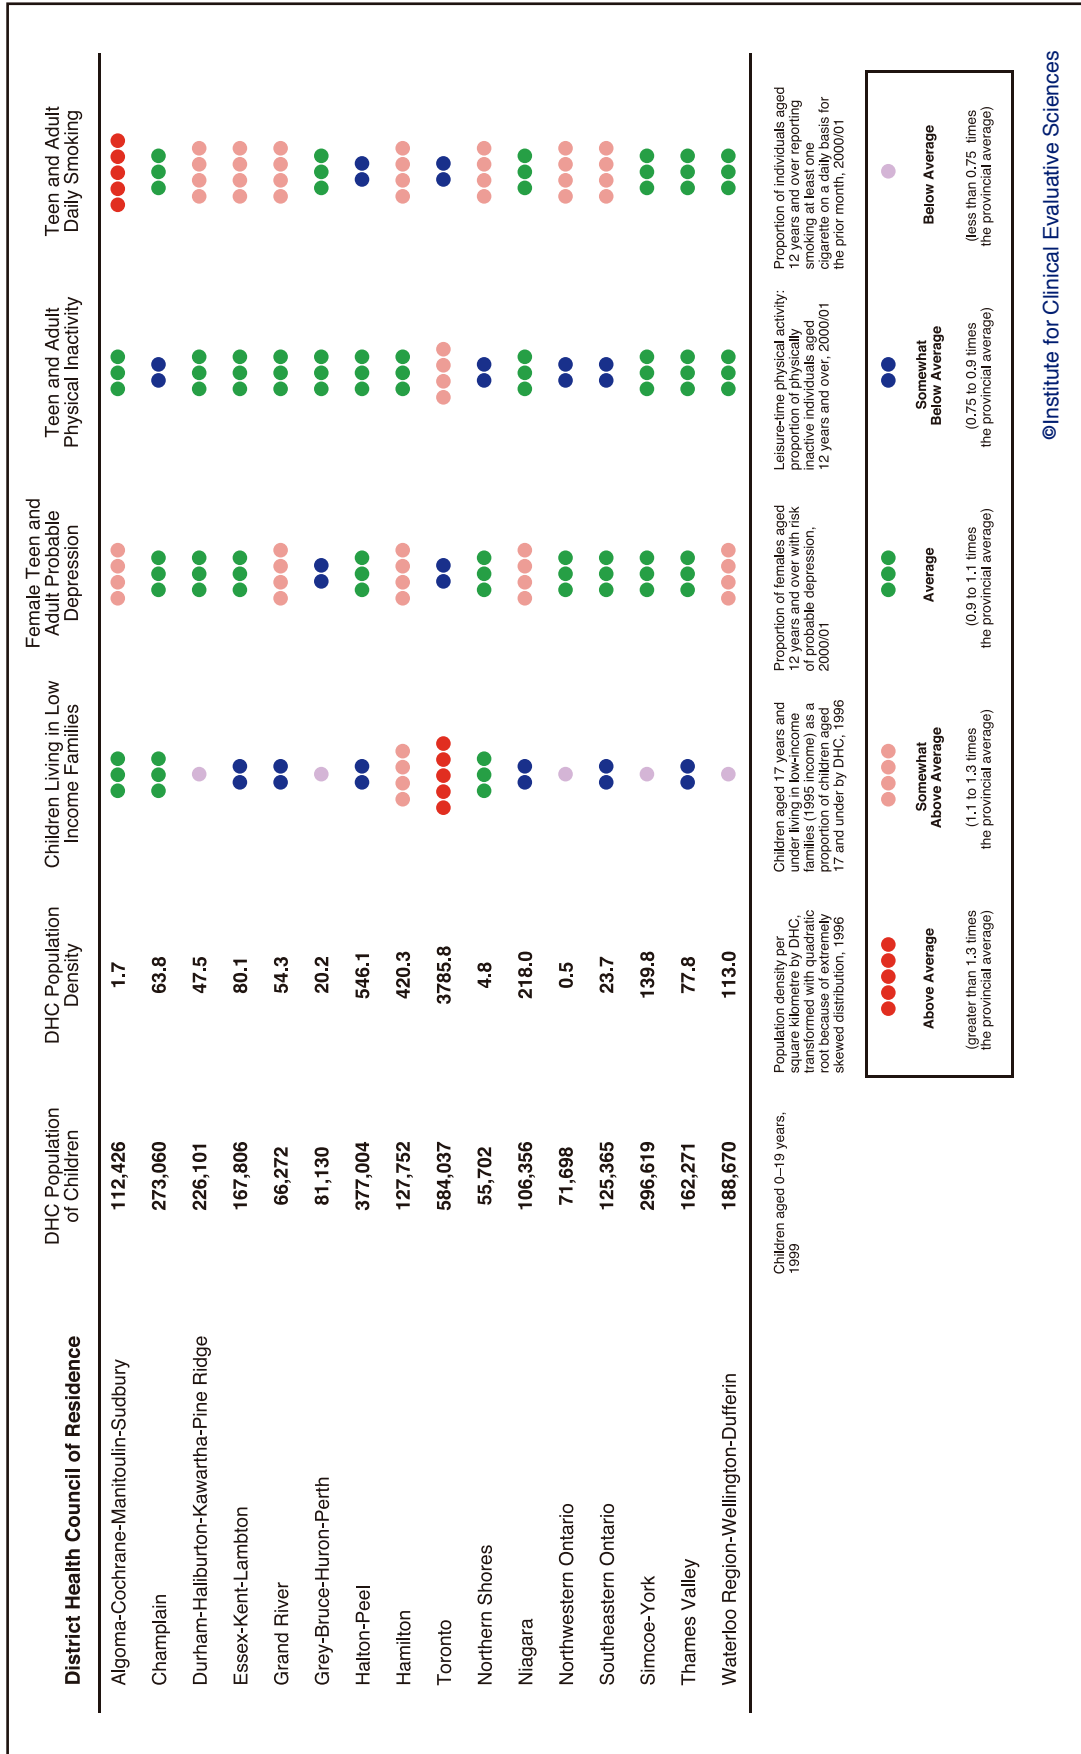 District Health Council of Residence
DHC Population
of Children
DHC Population
Density
Children Living in Low
Income Families
Female Teen and
Adult Probable
Depression
Teen and Adult
Physical Inactivity
Teen and Adult
Daily Smoking
Algoma-Cochrane-Manitoulin-Sudbury 112,426 1.7
Champlain 273,060 63.8
Durham-Haliburton-Kawartha-Pine Ridge 226,101 47.5
Essex-Kent-Lambton 167,806 80.1
Grand River 66,272 54.3
Grey-Bruce-Huron-Perth 81,130 20.2
Halton-Peel 377,004 546.1
Hamilton 127,752 420.3
Toronto 584,037 3785.8
Northern Shores 55,702 4.8
Niagara 106,356 218.0
Northwestern Ontario 71,698 0.5
Southeastern Ontario 125,365 23.7
Simcoe-York 296,619 139.8
Thames Valley 162,271 77.8
Waterloo Region-Wellington-Dufferin 188,670 113.0
Children aged 0–19 years,
1999
Population density per
square kilometre by DHC,
transformed with quadratic
root because of extremely
skewed distribution, 1996
Children aged 17 years and
under living in low-income
families (1995 income) as a
proportion of children aged
17 and under by DHC, 1996
Proportion of females aged
12 years and over with risk
of probable depression,
2000/01
Leisure-time physical activity:
proportion of physically
inactive individuals aged
12 years and over, 2000/01
Proportion of individuals aged
12 years and over reporting
smoking at least one
cigarette on a daily basis for
the prior month, 2000/01
Above Average
(greater than 1.3 times
the provincial average)
Somewhat
Above Average
(1.1 to 1.3 times
the provincial average)
Average
(0.9 to 1.1 times
the provincial average)
Somewhat
Below Average
(0.75 to 0.9 times
the provincial average)
Below Average
(less than 0.75 times
the provincial average)
©Institute for Clinical Evaluative Sciences